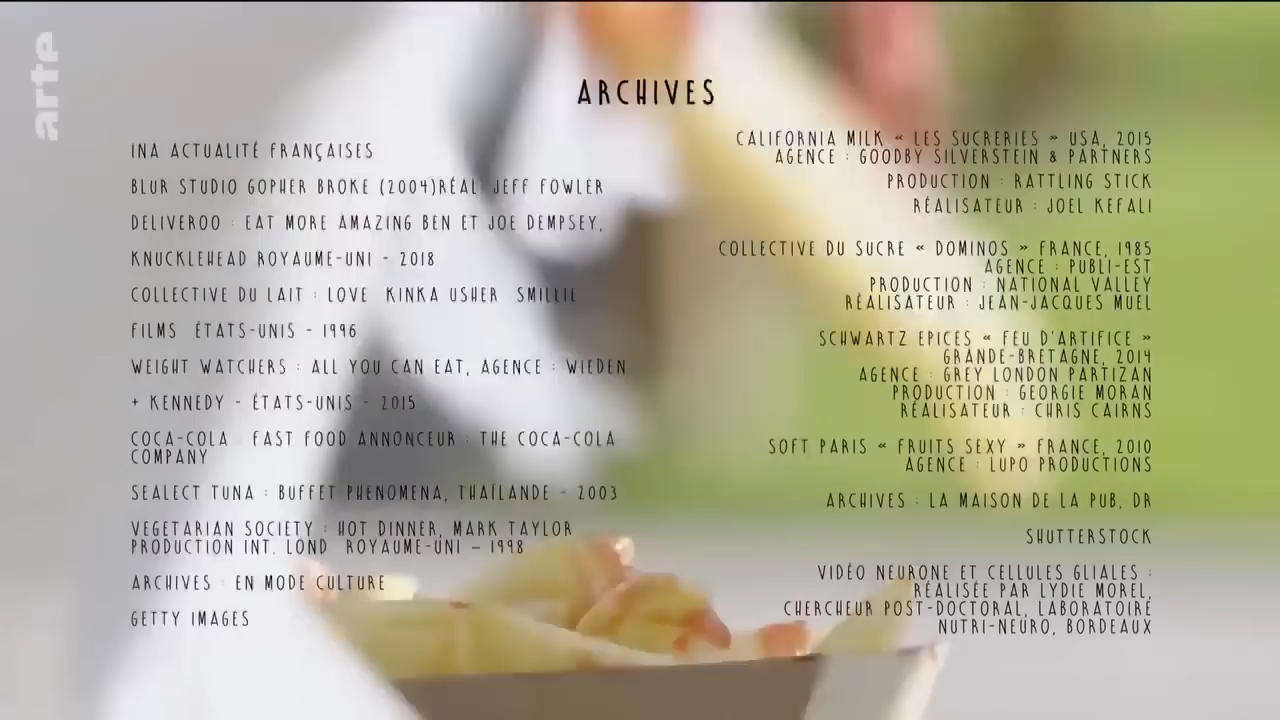 arte
ARCHIVES
INA ACTUALITÉ FRANÇAISES
BLUR STUDIO GOPHER BROKE (2004)RÉAL JEFF FOWLER
DELIVEROO : EAT MORE AMAZING BEN ET JOE DEMPSEY,
KNUCKLEHEAD ROYAUME-UNI - 2018
COLLECTIVE DU LAIT : LOVE KINKA USHER SMILLIE
FILMS ÉTATS-UNIS - 1996
WEIGHT WATCHERS : ALL YOU CAN EAT, AGENCE : WIEDEN
+ KENNEDY - ÉTATS-UNIS - 2015
COCA-COLA : FAST FOOD ANNONCEUR : THE COCA-COLA
COMPANY
SEALECT TUNA : BUFFET PHENOMENA, THAÏLANDE - 2003
VEGETARIAN SOCIETY : HOT DINNER, MARK TAYLOR
PRODUCTION INT. LOND ROYAUME-UNI – 1998
ARCHIVES : EN MODE CULTURE
GETTY IMAGES
CALIFORNIA MILK « LES SUCRERIES » USA, 2015
AGENCE : GOODBY SILVERSTEIN & PARTNERS
PRODUCTION : RATTLING STICK
RÉALISATEUR : JOEL KEFALI
COLLECTIVE DU SUCRE « DOMINOS » FRANCE, 1985
AGENCE : PUBLI-EST
PRODUCTION : NATIONAL VALLEY
RÉALISATEUR : JEAN-JACQUES MUEL
SCHWARTZ EPICES « FEU D'ARTIFICE »
GRANDE-BRETAGNE, 2014
AGENCE : GREY LONDON PARTIZAN
PRODUCTION : GEORGIE MORAN
RÉALISATEUR : CHRIS CAIRNS
SOFT PARIS « FRUITS SEXY » FRANCE, 2010
AGENCE : LUPO PRODUCTIONS
ARCHIVES : LA MAISON DE LA PUB, DR
SHUTTERSTOCK
VIDÉO NEURONE ET CELLULES GLIALES :
RÉALISÉE PAR LYDIE MOREL,
CHERCHEUR POST-DOCTORAL, LABORATOIRE
NUTRI-NEURO, BORDEAUX